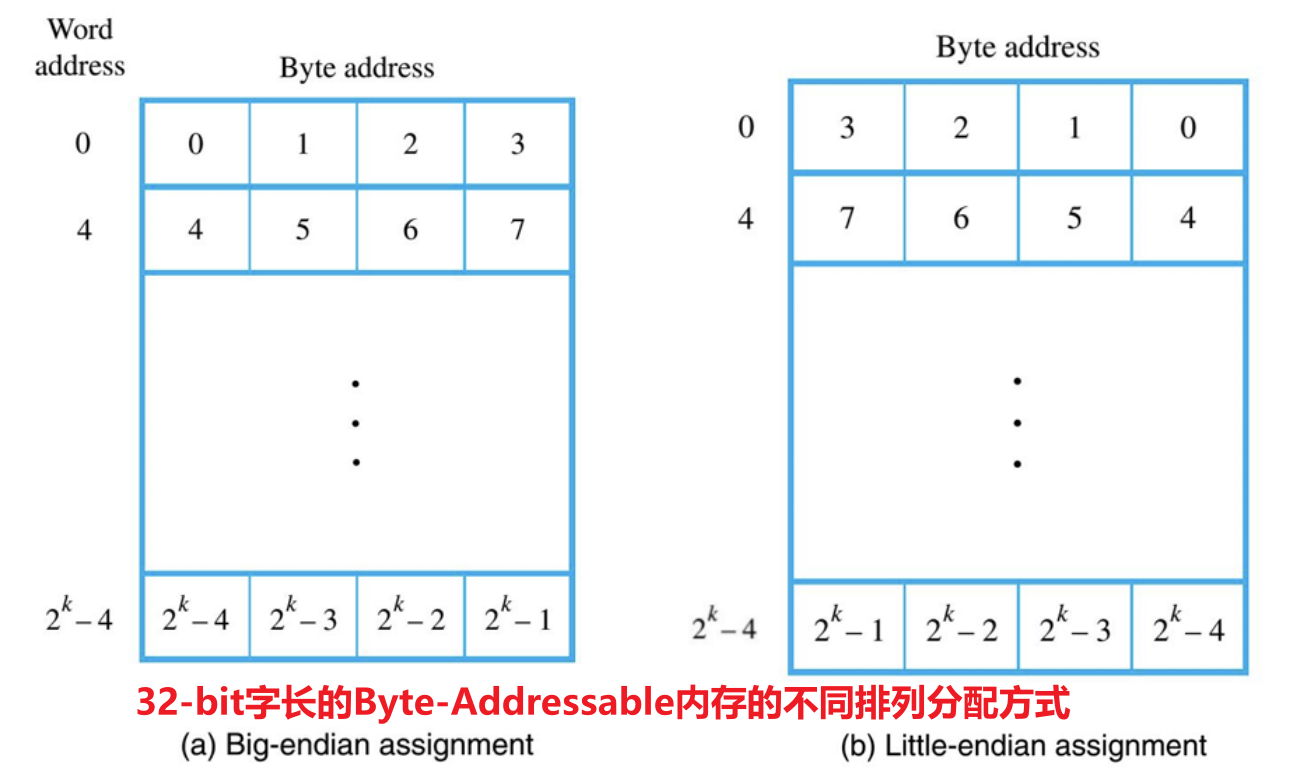 Word
address
Byte address
0 0 1 2 3
4 4 5 6 7
2^k – 4 2^k – 4 2^k – 3 2^k – 2 2^k – 1
Byte address
0 3 2 1 0
4 7 6 5 4
2^k – 4 2^k – 1 2^k – 2 2^k – 3 2^k – 4
32-bit字长的Byte-Addressable内存的不同排列分配方式
(a) Big-endian assignment
(b) Little-endian assignment